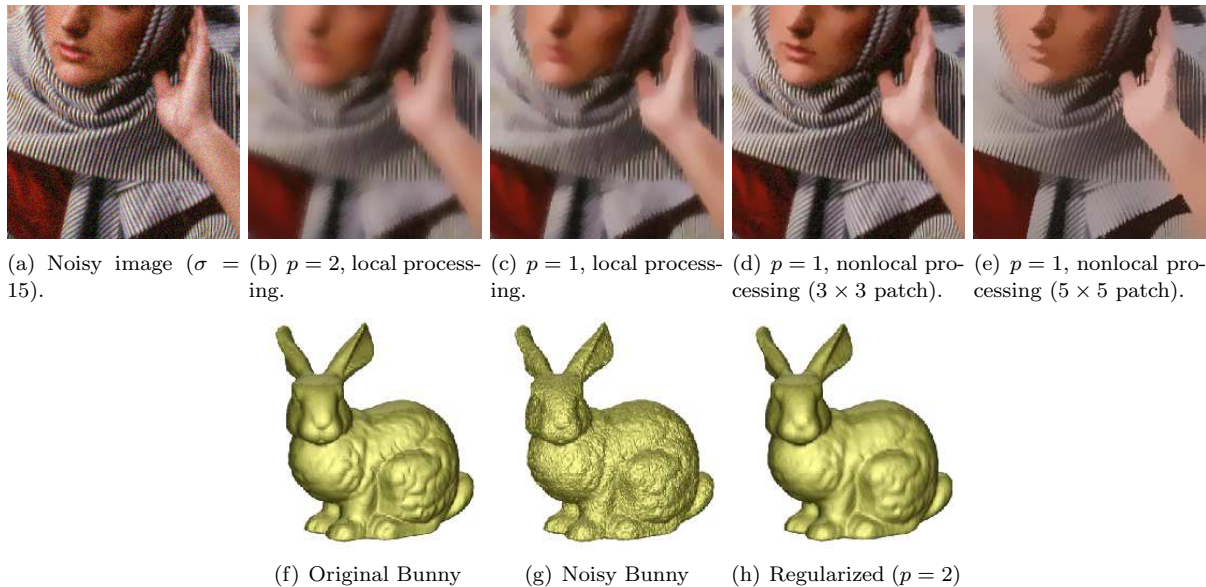 (a) Noisy image (σ = 15).
(b) p = 2, local process-
ing.
(c) p = 1, local process-
ing.
(d) p = 1, nonlocal pro-
cessing (3 × 3 patch).
(e) p = 1, nonlocal pro-
cessing (5 × 5 patch).
(f) Original Bunny
(g) Noisy Bunny
(h) Regularized (p = 2)